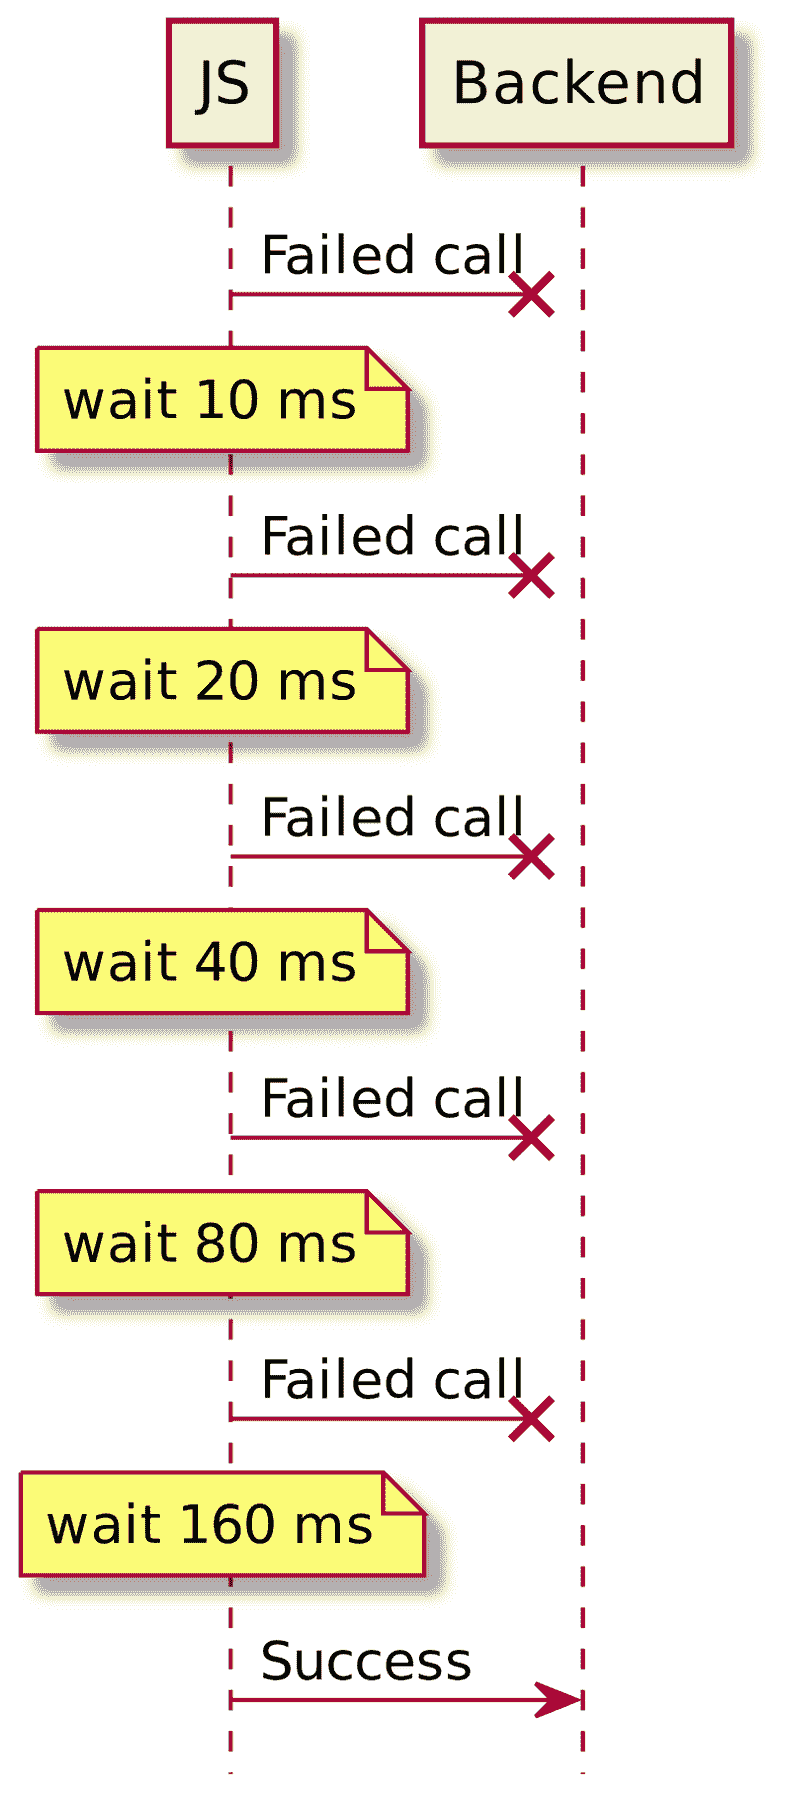 JS
Backend
Failed call
wait 10 ms
Failed call
wait 20 ms
Failed call
wait 40 ms
Failed call
wait 80 ms
Failed call
wait 160 ms
Success